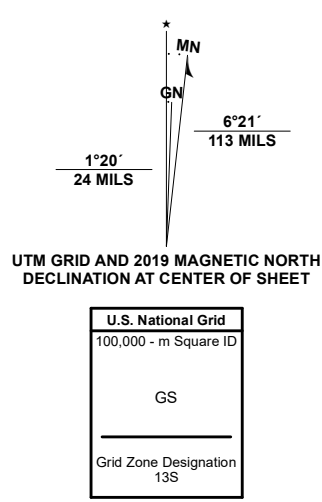 ★
MN
GN
6°21´
113 MILS
1°20´
24 MILS
UTM GRID AND 2019 MAGNETIC NORTH
DECLINATION AT CENTER OF SHEET
U.S. National Grid
100,000 - m Square ID
GS
Grid Zone Designation
13S